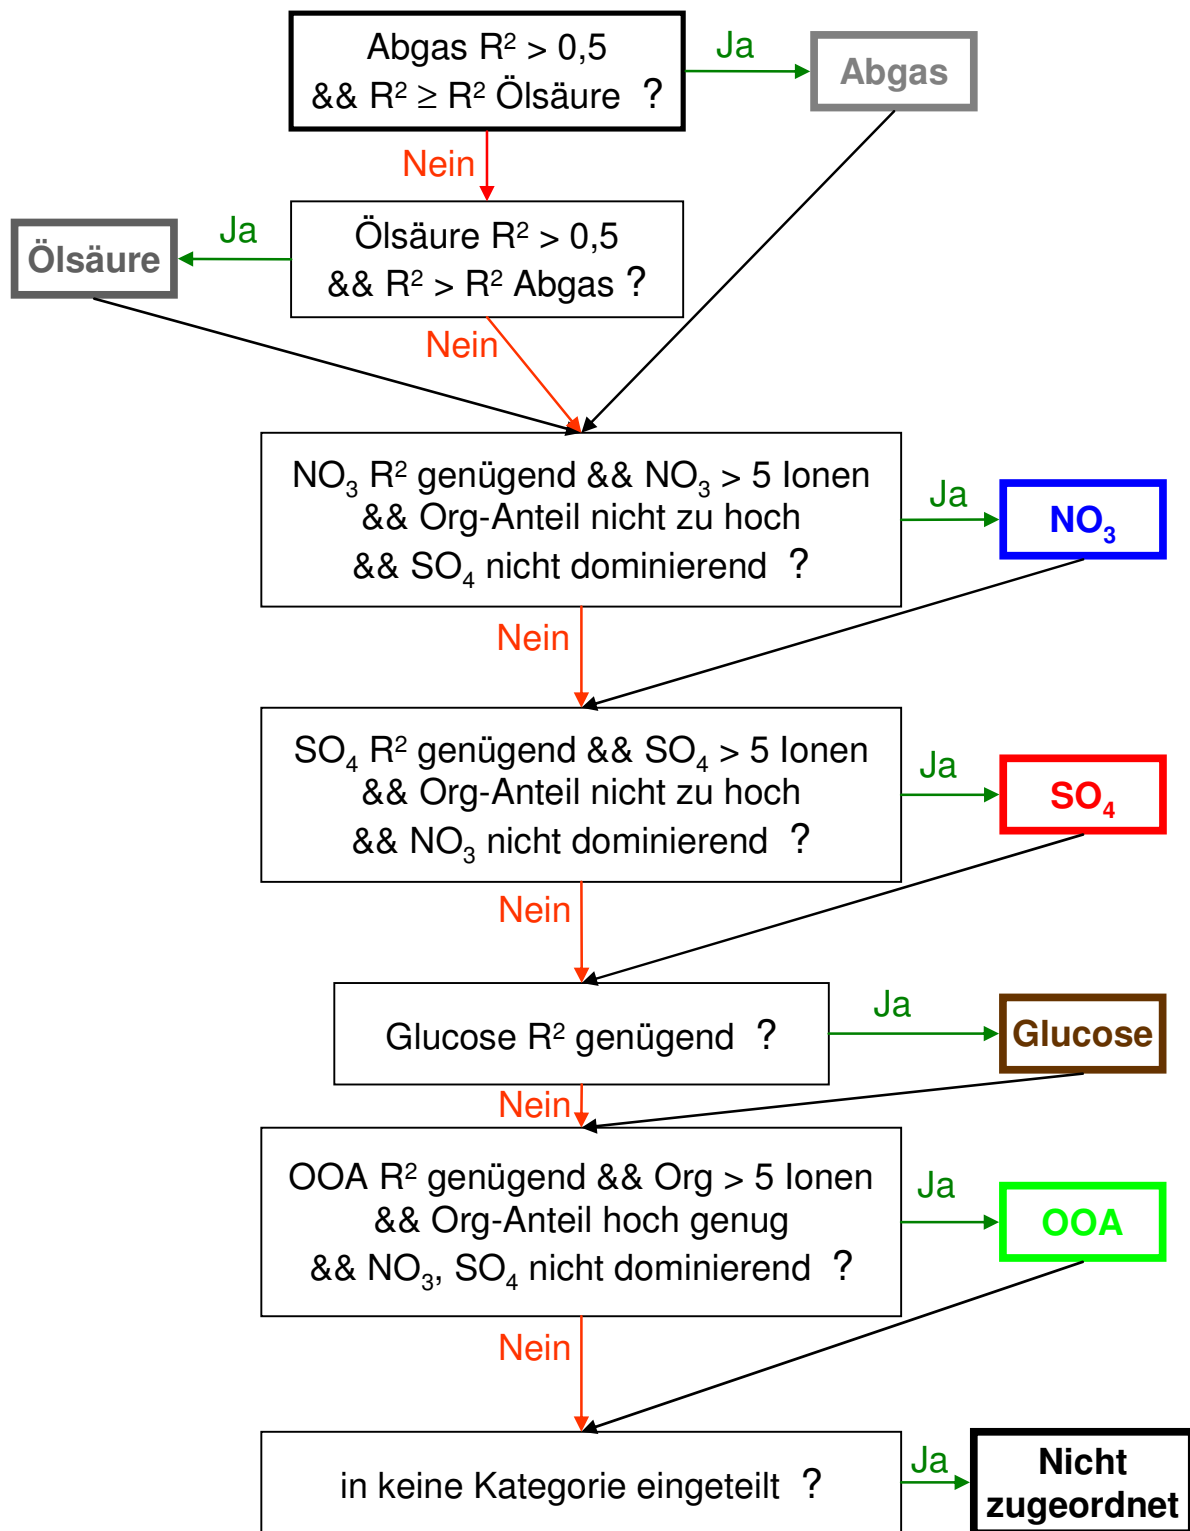 Abgas R² > 0,5
&& R² ≥ R² Ölsäure ?
Ja
Abgas
Nein
Ölsäure R² > 0,5
&& R² > R² Abgas ?
Ja
Ölsäure
Nein
NO₃ R² genügend && NO₃ > 5 Ionen
&& Org-Anteil nicht zu hoch
&& SO₄ nicht dominierend ?
Ja
NO₃
Nein
SO₄ R² genügend && SO₄ > 5 Ionen
&& Org-Anteil nicht zu hoch
&& NO₃ nicht dominierend ?
Ja
SO₄
Nein
Glucose R² genügend ?
Ja
Glucose
Nein
OOA R² genügend && Org > 5 Ionen
&& Org-Anteil hoch genug
&& NO₃, SO₄ nicht dominierend ?
Ja
OOA
Nein
in keine Kategorie eingeteilt ?
Ja
Nicht
zugeordnet